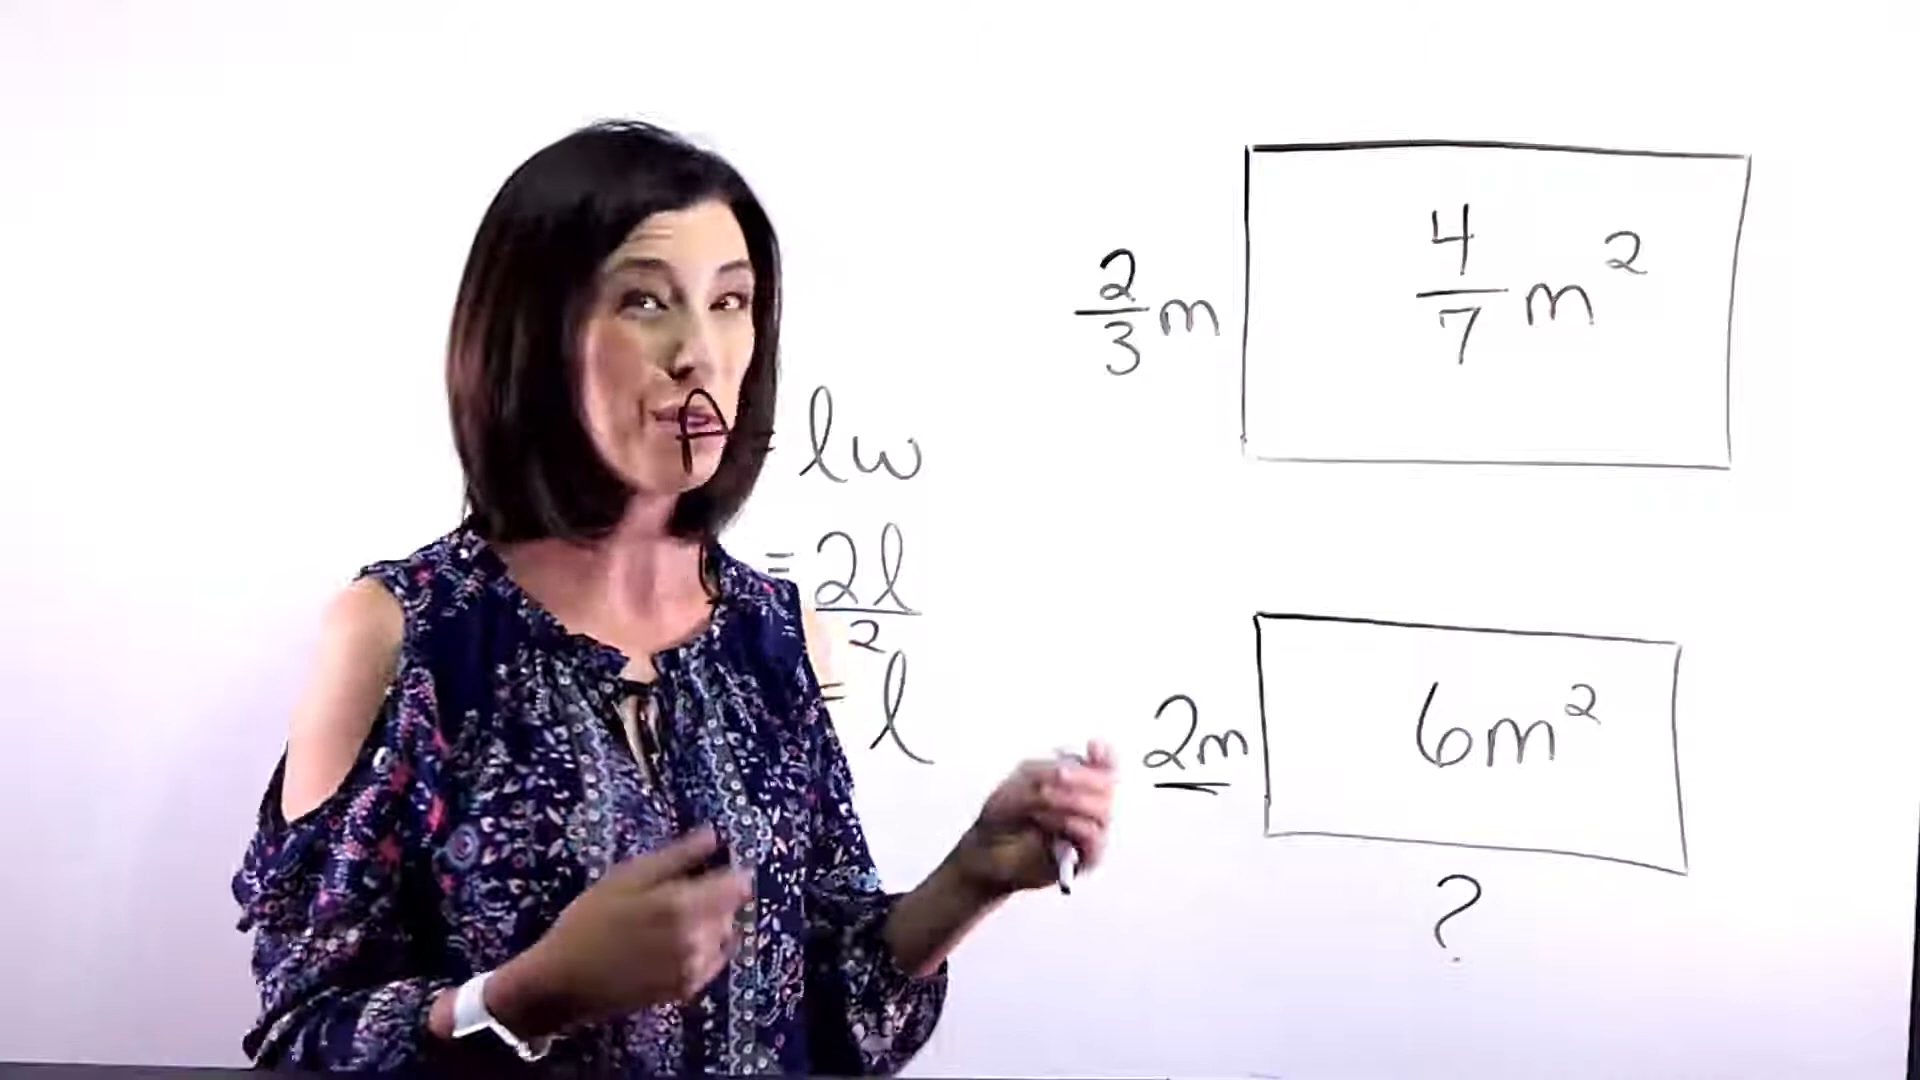 A = lw
= 2l
2
= l
2/3 m
4/7 m²
2m
6m²
?